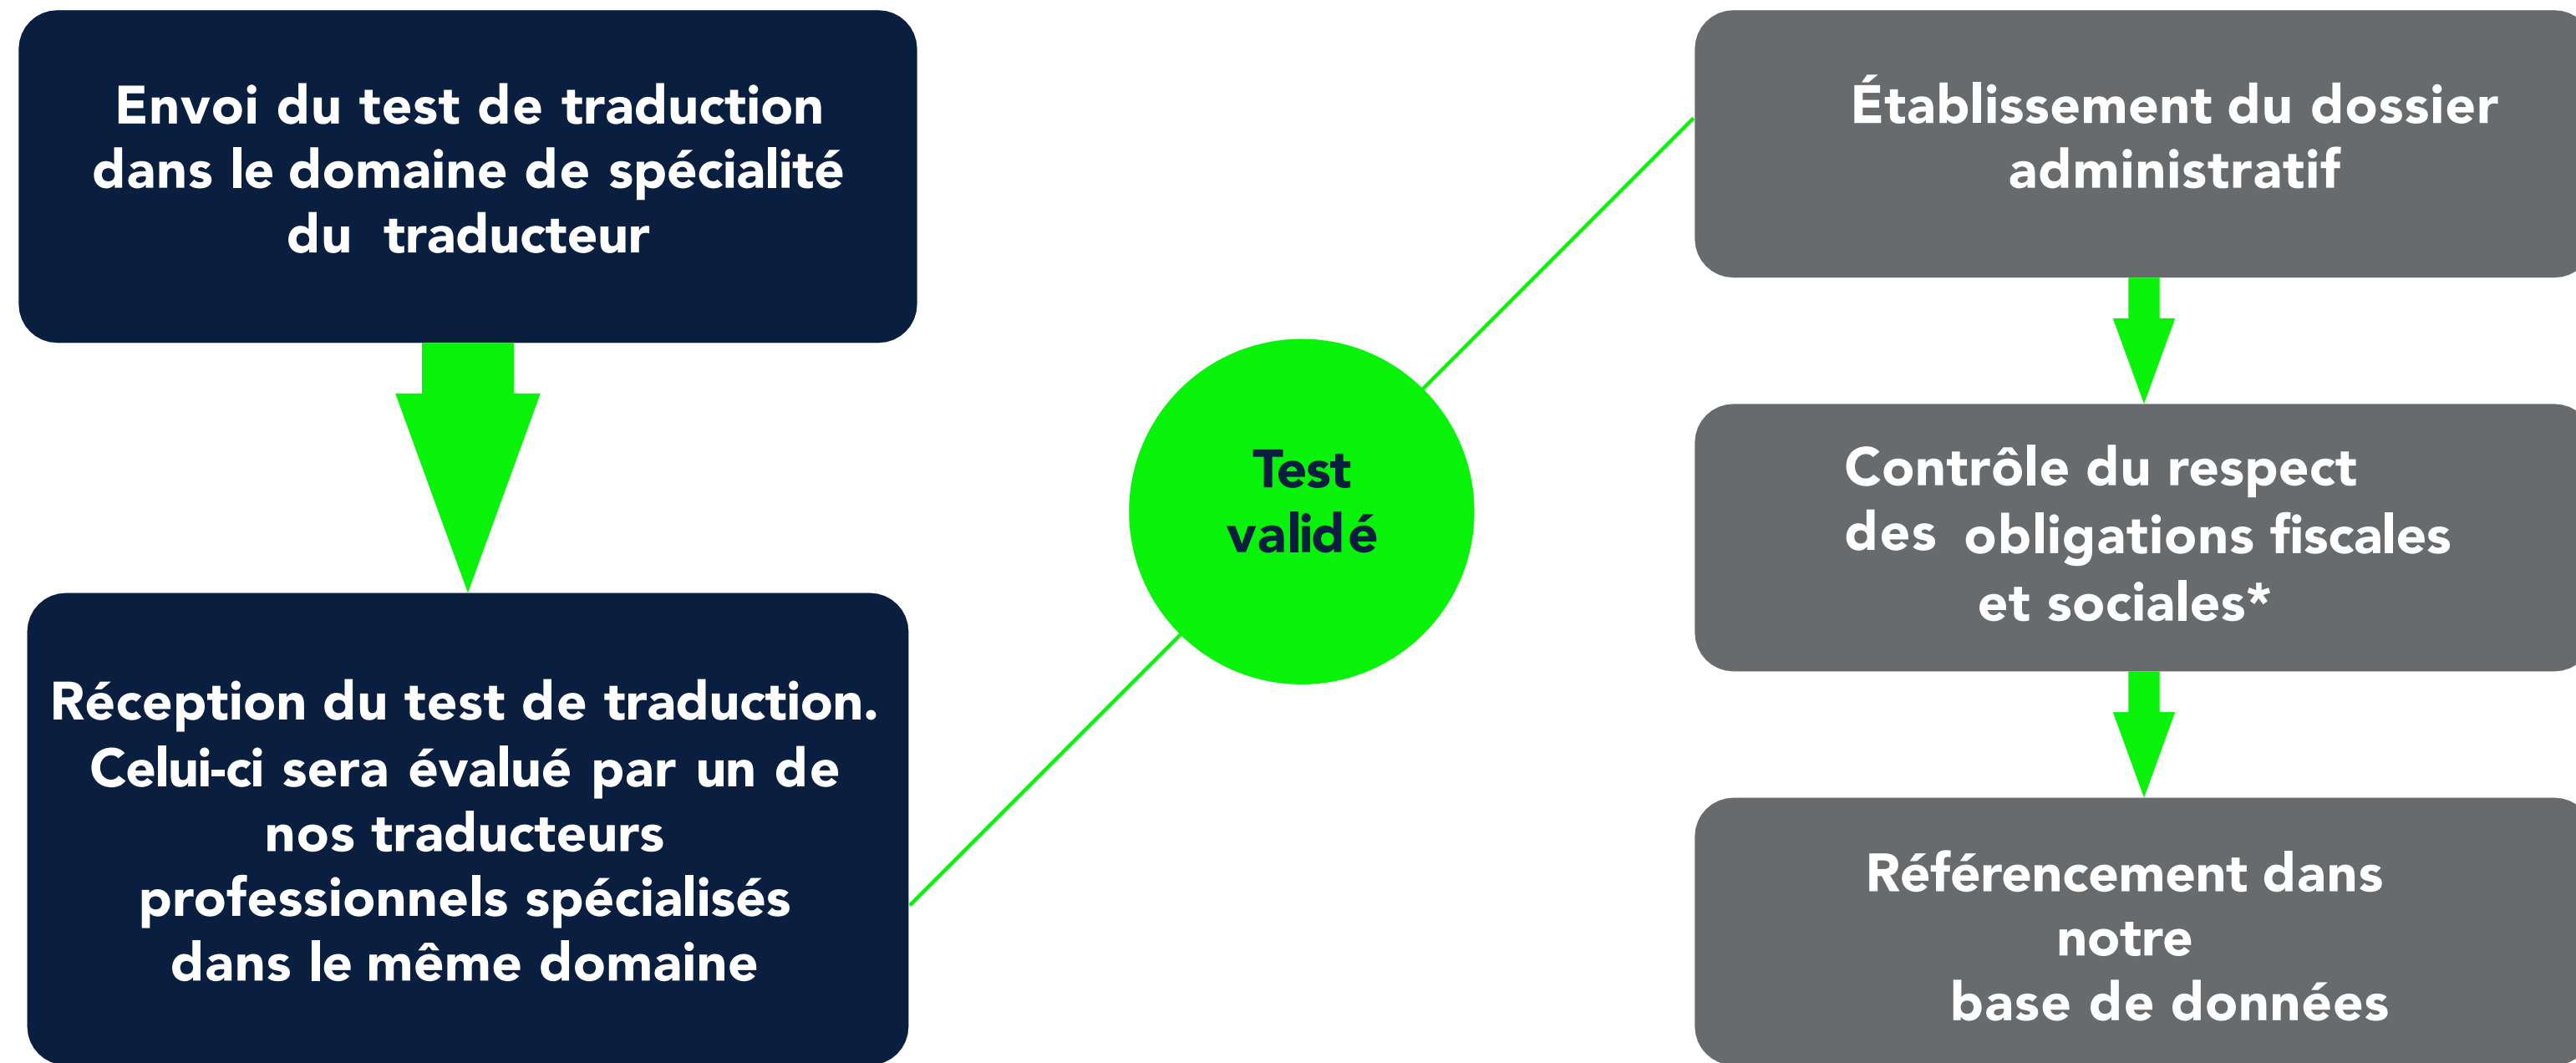 Envoi du test de traduction
dans le domaine de spécialité
du traducteur
Réception du test de traduction.
Celui-ci sera évalué par un de
nos traducteurs
professionnels spécialisés
dans le même domaine
Test
validé
Établissement du dossier
administratif
Contrôle du respect
des obligations fiscales
et sociales*
Référencement dans
notre
base de données